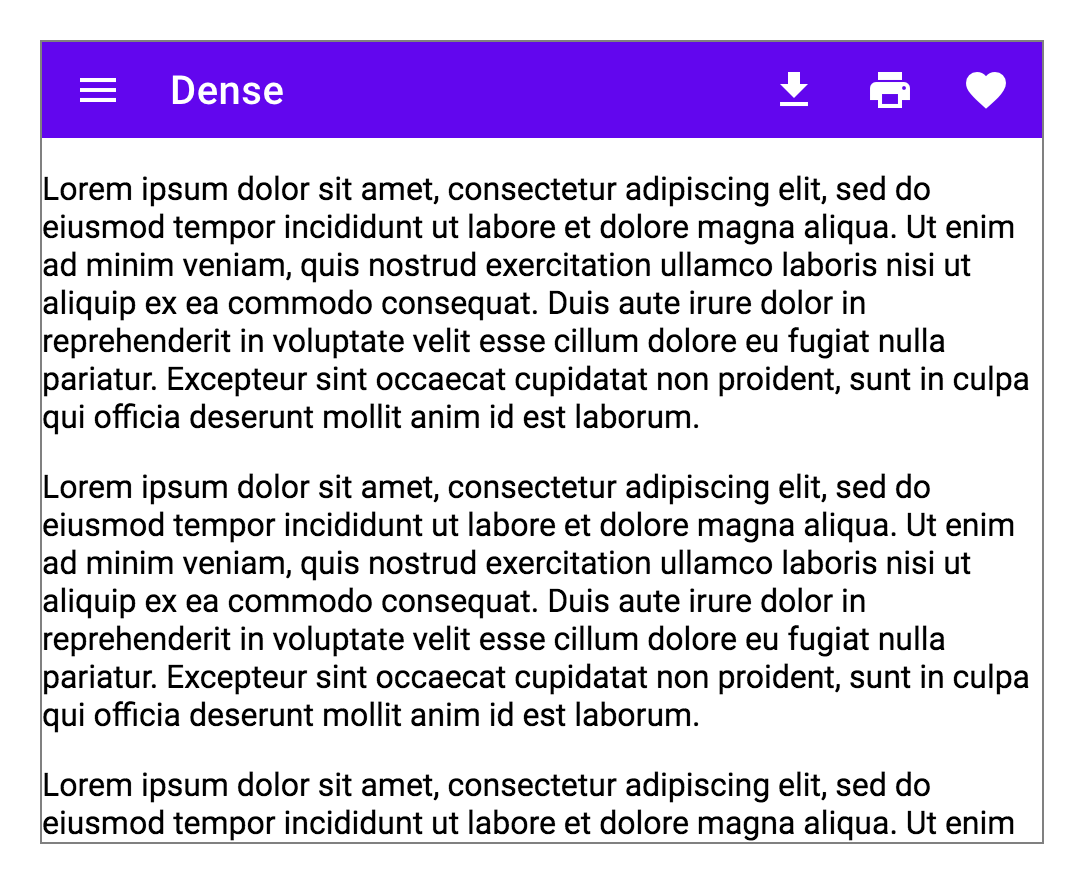 Dense
Lorem ipsum dolor sit amet, consectetur adipiscing elit, sed do
eiusmod tempor incididunt ut labore et dolore magna aliqua. Ut enim
ad minim veniam, quis nostrud exercitation ullamco laboris nisi ut
aliquip ex ea commodo consequat. Duis aute irure dolor in
reprehenderit in voluptate velit esse cillum dolore eu fugiat nulla
pariatur. Excepteur sint occaecat cupidatat non proident, sunt in culpa
qui officia deserunt mollit anim id est laborum.
Lorem ipsum dolor sit amet, consectetur adipiscing elit, sed do
eiusmod tempor incididunt ut labore et dolore magna aliqua. Ut enim
ad minim veniam, quis nostrud exercitation ullamco laboris nisi ut
aliquip ex ea commodo consequat. Duis aute irure dolor in
reprehenderit in voluptate velit esse cillum dolore eu fugiat nulla
pariatur. Excepteur sint occaecat cupidatat non proident, sunt in culpa
qui officia deserunt mollit anim id est laborum.
Lorem ipsum dolor sit amet, consectetur adipiscing elit, sed do
eiusmod tempor incididunt ut labore et dolore magna aliqua. Ut enim